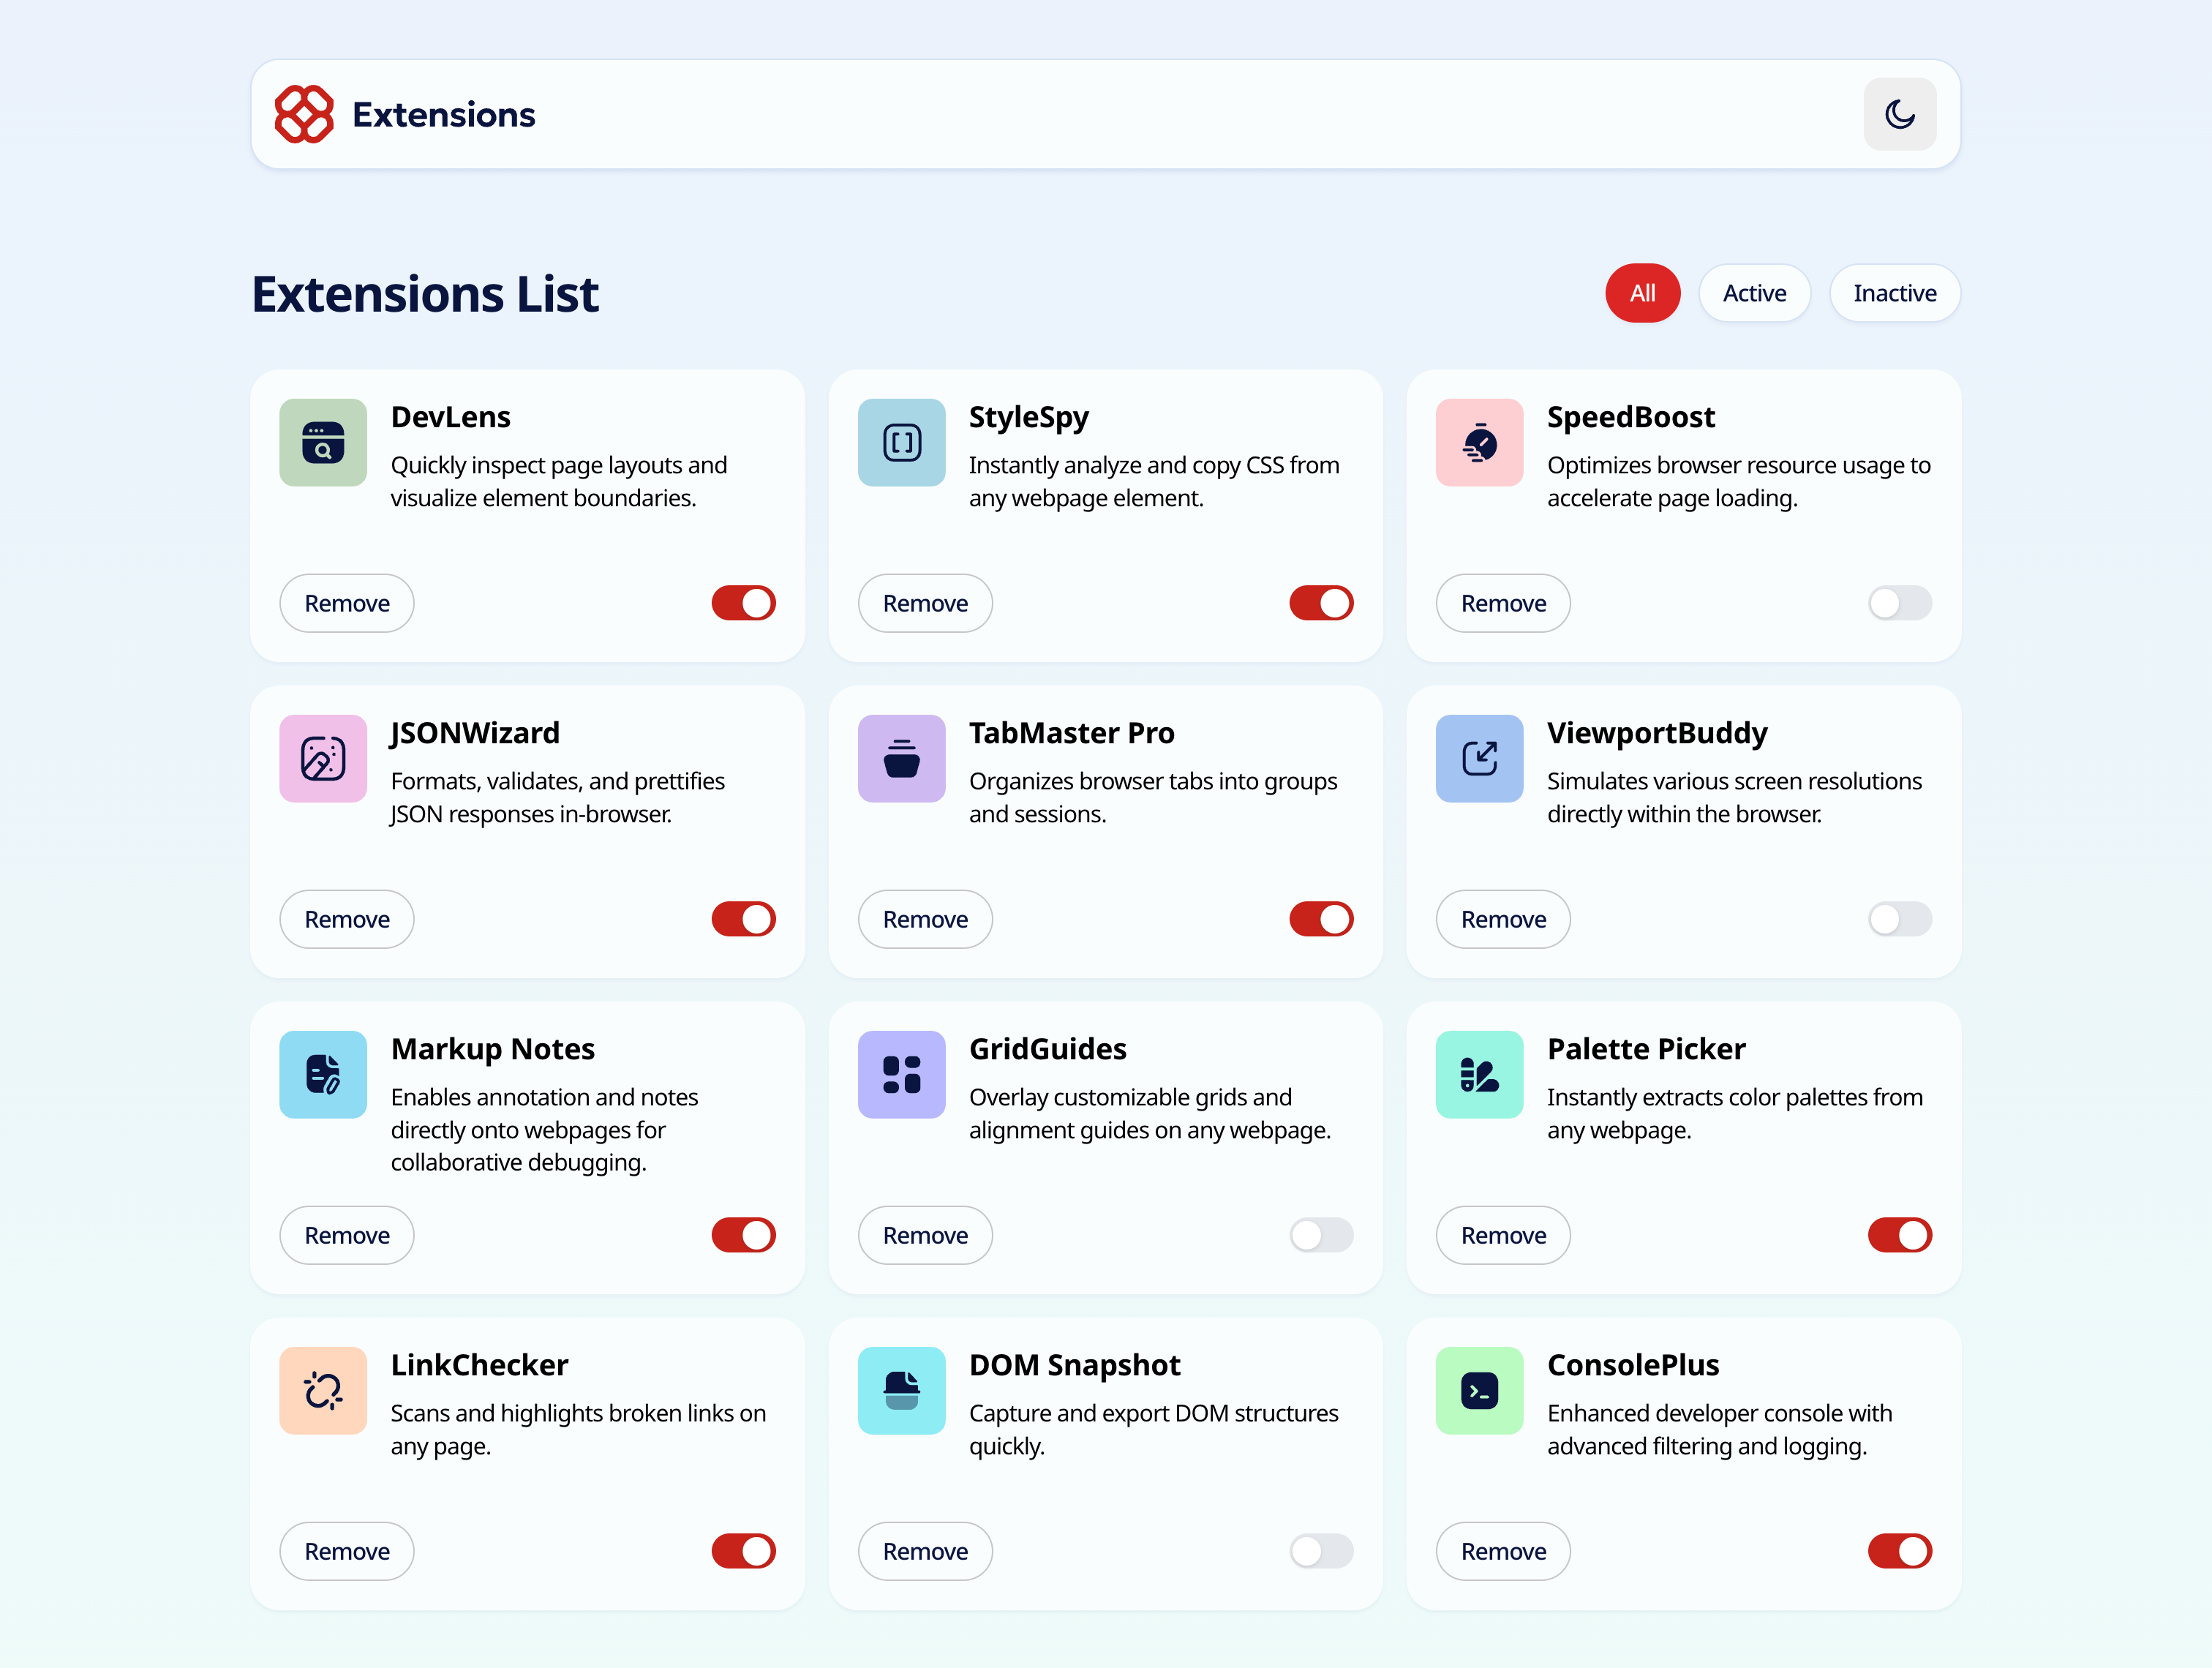 Extensions
Extensions List
All
Active
Inactive
DevLens
Quickly inspect page layouts and
visualize element boundaries.
Remove
StyleSpy
Instantly analyze and copy CSS from
any webpage element.
Remove
SpeedBoost
Optimizes browser resource usage to
accelerate page loading.
Remove
JSONWizard
Formats, validates, and prettifies
JSON responses in-browser.
Remove
TabMaster Pro
Organizes browser tabs into groups
and sessions.
Remove
ViewportBuddy
Simulates various screen resolutions
directly within the browser.
Remove
Markup Notes
Enables annotation and notes
directly onto webpages for
collaborative debugging.
Remove
GridGuides
Overlay customizable grids and
alignment guides on any webpage.
Remove
Palette Picker
Instantly extracts color palettes from
any webpage.
Remove
LinkChecker
Scans and highlights broken links on
any page.
Remove
DOM Snapshot
Capture and export DOM structures
quickly.
Remove
ConsolePlus
Enhanced developer console with
advanced filtering and logging.
Remove